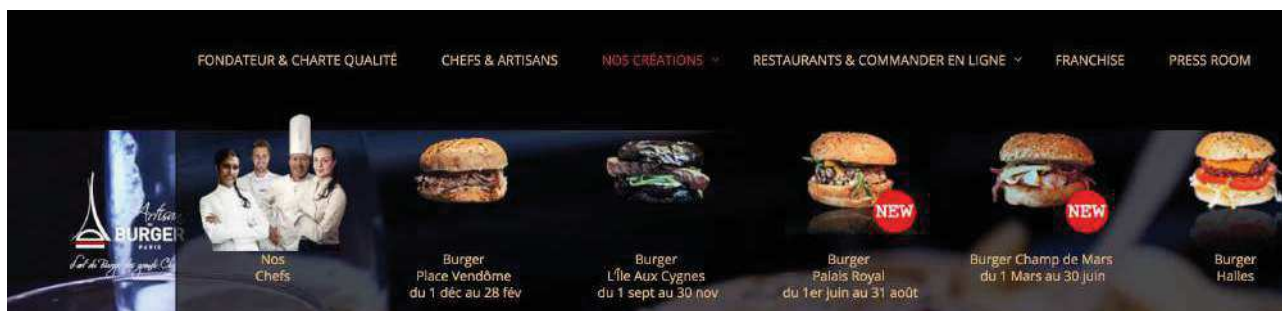 FONDATEUR & CHARTE QUALITÉ
CHEFS & ARTISANS
NOS CRÉATIONS
RESTAURANTS & COMMANDER EN LIGNE
FRANCHISE
PRESS ROOM
Artisan
BURGER
PARIS
NEW
NEW
Nos
Chefs
Burger
Place Vendôme
du 1 déc au 28 fév
Burger
L'Île Aux Cygnes
du 1 sept au 30 nov
Burger
Palais Royal
du 1er juin au 31 août
Burger Champ de Mars
du 1 Mars au 30 juin
Burger
Halles